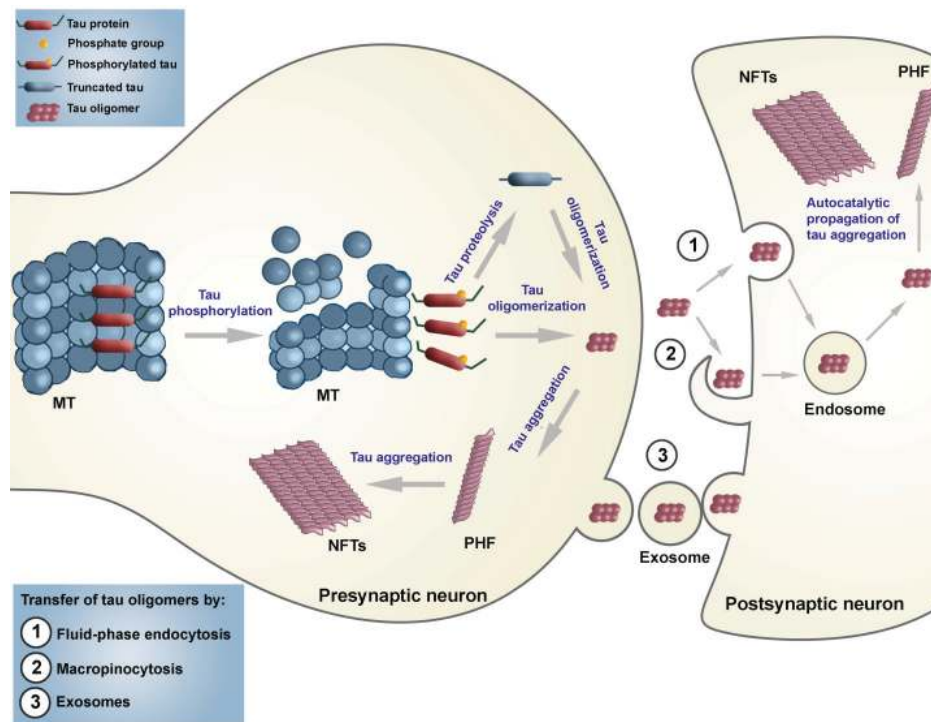 Tau protein
Phosphate group
Phosphorylated tau
Truncated tau
Tau oligomer
NFTs
PHF
Tau proteolysis
Tau
oligomerization
Autocatalytic
propagation of
tau aggregation
1
Tau
phosphorylation
Tau
oligomerization
2
MT
MT
Endosome
Tau aggregation
Tau aggregation
3
NFTs
PHF
Exosome
Presynaptic neuron
Postsynaptic neuron
Transfer of tau oligomers by:
1 Fluid-phase endocytosis
2 Macropinocytosis
3 Exosomes